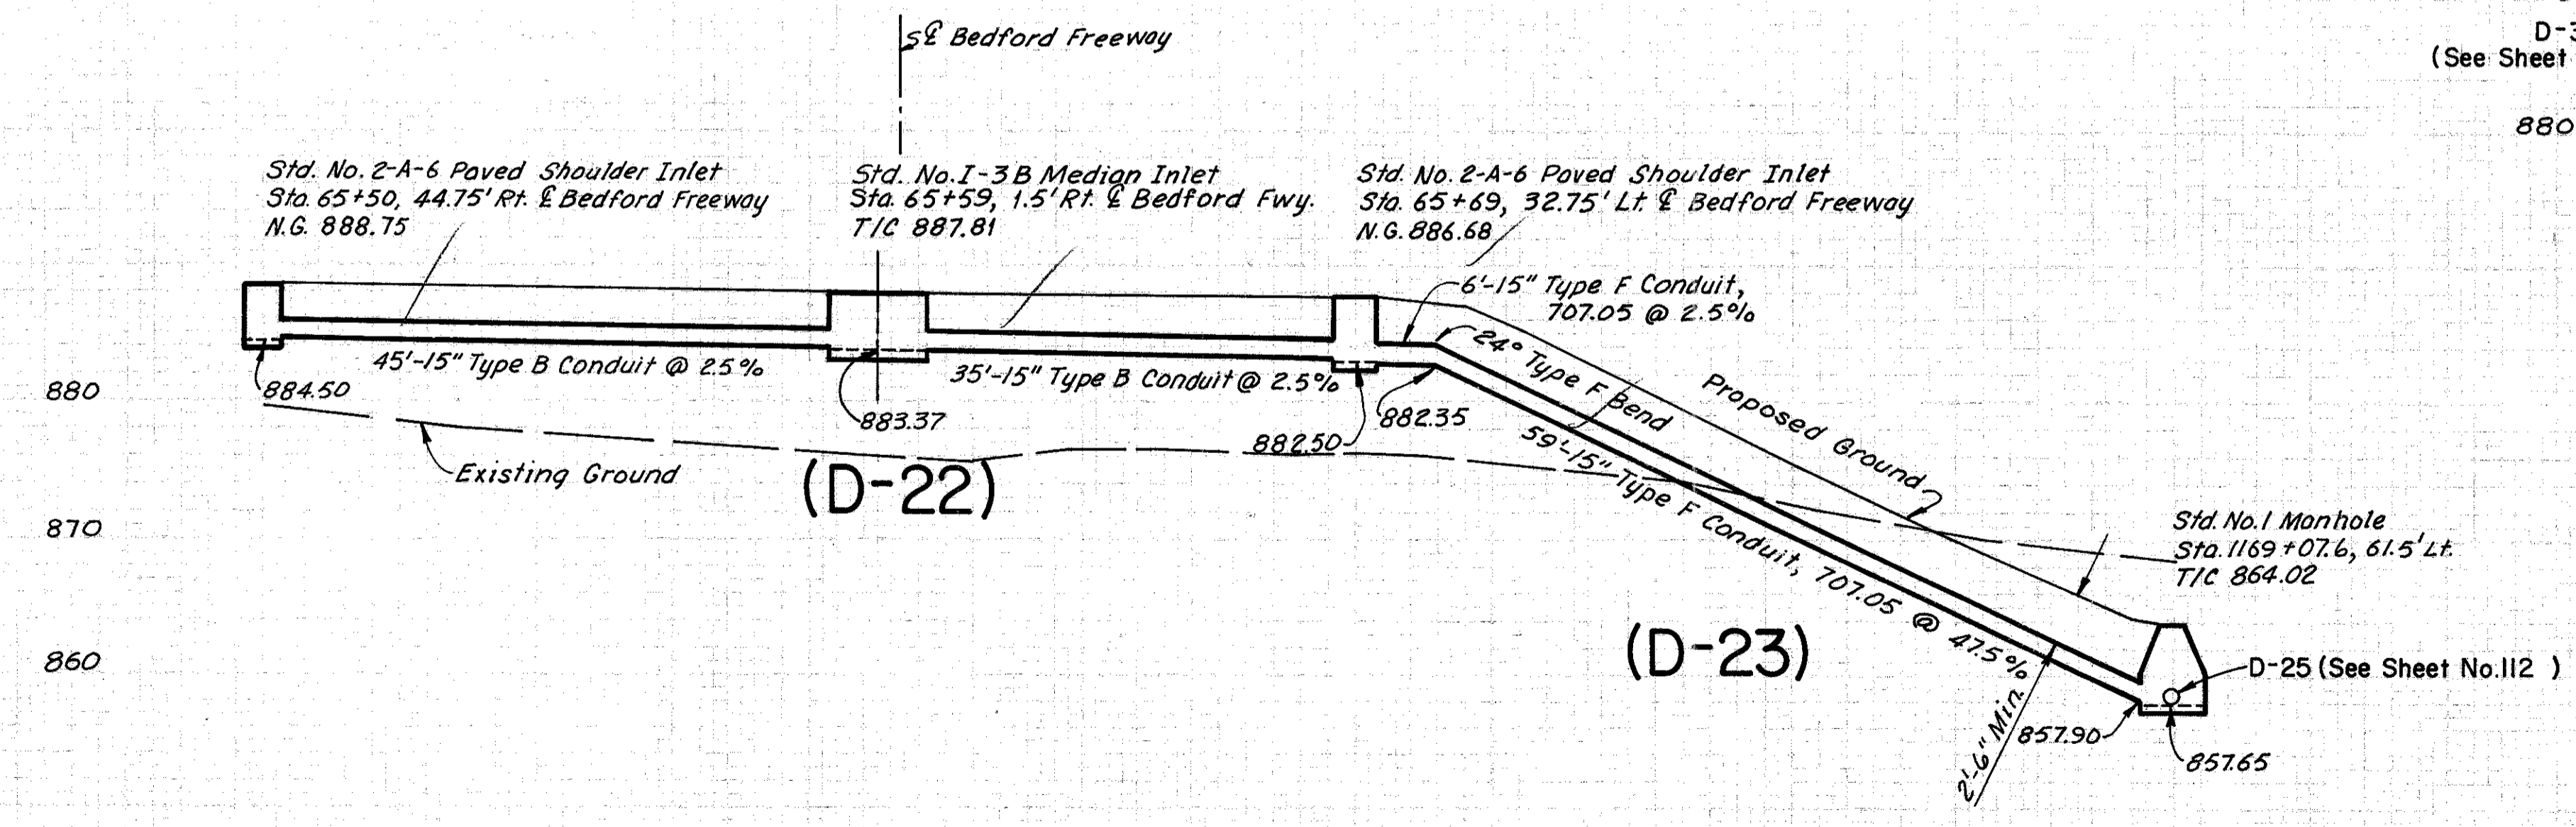 S℄ Bedford Freeway
D-3
(See Sheet
880
Std. No. 2-A-6 Paved Shoulder Inlet
Sta. 65+50, 44.75' Rt. ℄ Bedford Freeway
N.G. 888.75
Std. No. I-3B Median Inlet
Sta. 65+59, 1.5' Rt. ℄ Bedford Fwy.
T/C 887.81
Std. No. 2-A-6 Paved Shoulder Inlet
Sta. 65+69, 32.75' Lt. ℄ Bedford Freeway
N.G. 886.68
6'-15" Type F Conduit,
707.05 @ 2.5%
24° Type F Bend
Proposed Ground
45'-15" Type B Conduit @ 2.5%
35'-15" Type B Conduit @ 2.5%
880
884.50
883.37
882.50
882.35
Existing Ground
(D-22)
59'-15" Type F Conduit, 707.05 @ 47.5%
870
Std. No. 1 Manhole
Sta. 1169+07.6, 61.5' Lt.
T/C 864.02
860
(D-23)
D-25 (See Sheet No. 112 )
2'-6" Min.
857.90
857.65